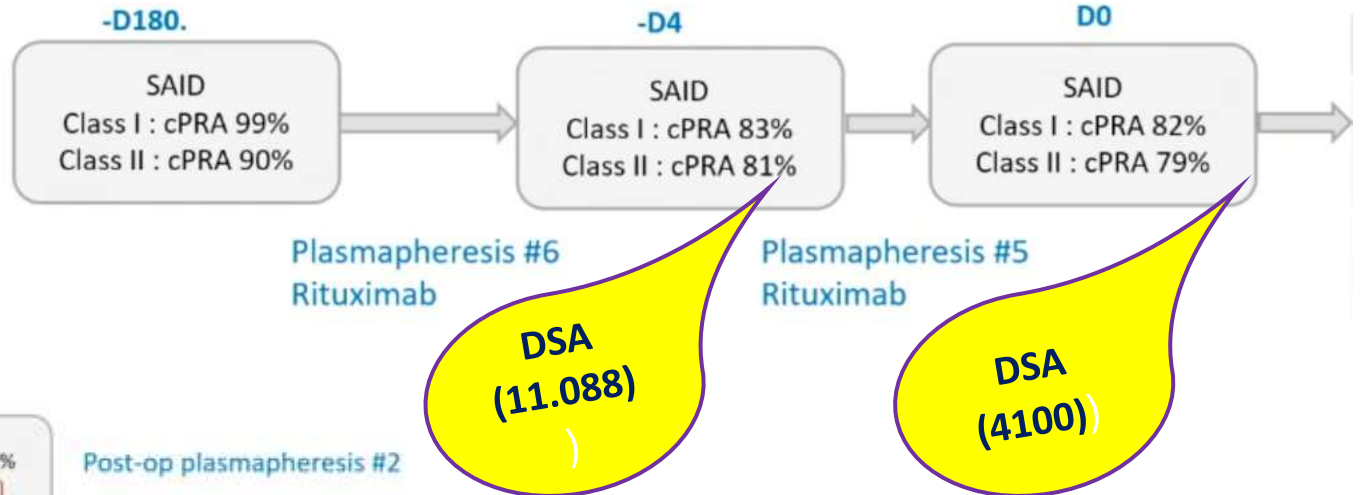 -D180.
SAID
Class I : cPRA 99%
Class II : cPRA 90%
-D4
SAID
Class I : cPRA 83%
Class II : cPRA 81%
D0
SAID
Class I : cPRA 82%
Class II : cPRA 79%
Plasmapheresis #6
Rituximab
Plasmapheresis #5
Rituximab
DSA
(11.088)
)
DSA
(4100))
%
Post-op plasmapheresis #2